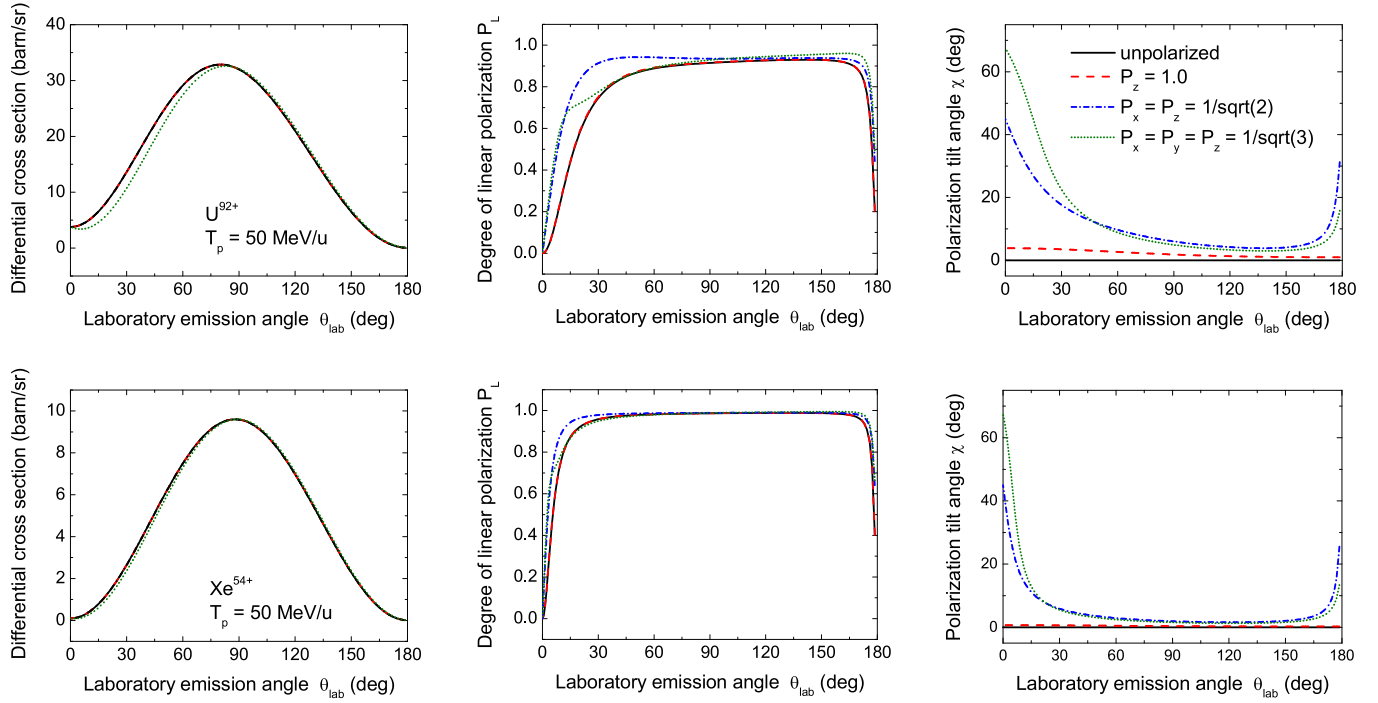 Differential cross section (barn/sr)
40
30
20
10
0
U92+
Tp = 50 MeV/u
0 30 60 90 120 150 180
Laboratory emission angle θlab (deg)
Degree of linear polarization PL
1.0
0.8
0.6
0.4
0.2
0.0
0 30 60 90 120 150 180
Laboratory emission angle θlab (deg)
Polarization tilt angle χ (deg)
60
40
20
0
unpolarized
Pz = 1.0
Px = Pz = 1/sqrt(2)
Px = Py = Pz = 1/sqrt(3)
0 30 60 90 120 150 180
Laboratory emission angle θlab (deg)
Differential cross section (barn/sr)
10
8
6
4
2
0
Xe54+
Tp = 50 MeV/u
0 30 60 90 120 150 180
Laboratory emission angle θlab (deg)
Degree of linear polarization PL
1.0
0.8
0.6
0.4
0.2
0.0
0 30 60 90 120 150 180
Laboratory emission angle θlab (deg)
Polarization tilt angle χ (deg)
60
40
20
0
0 30 60 90 120 150 180
Laboratory emission angle θlab (deg)